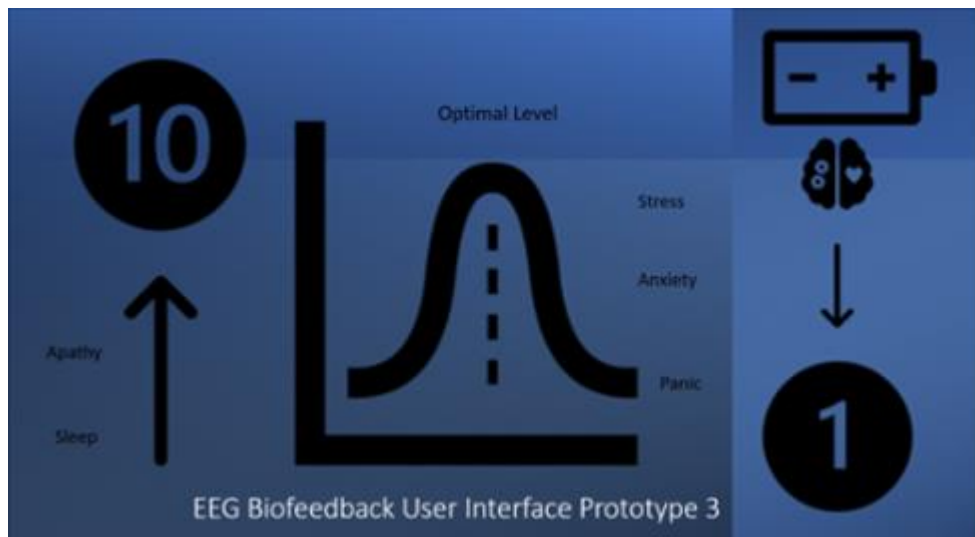 10
Optimal Level
Stress
Anxiety
Apathy
Panic
Sleep
1
EEG Biofeedback User Interface Prototype 3